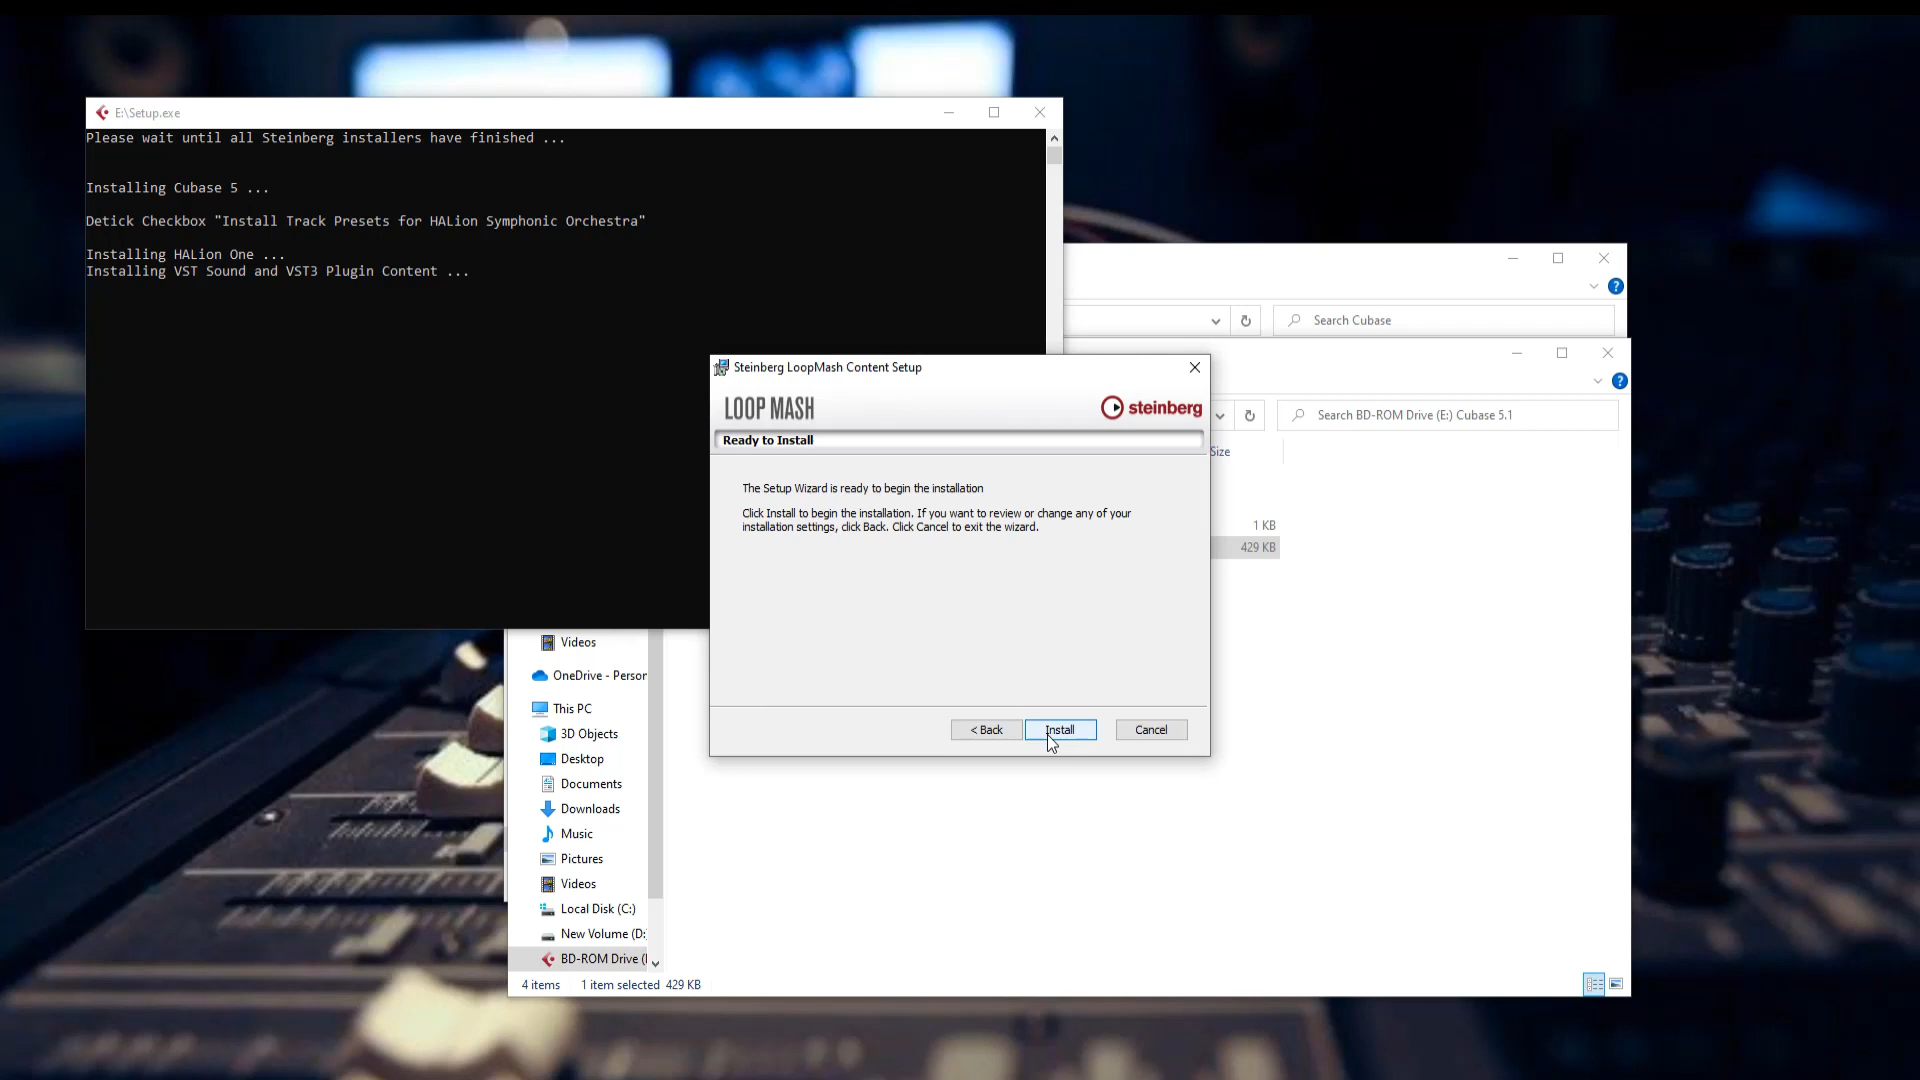 E:\Setup.exe
Please wait until all Steinberg installers have finished ...
Installing Cubase 5 ...
Detick Checkbox "Install Track Presets for HALion Symphonic Orchestra"
Installing HALion One ...
Installing VST Sound and VST3 Plugin Content ...
Search Cubase
Steinberg LoopMash Content Setup
LOOP MASH
steinberg
Ready to Install
The Setup Wizard is ready to begin the installation
Click Install to begin the installation. If you want to review or change any of your
installation settings, click Back. Click Cancel to exit the wizard.
< Back
Install
Cancel
Search BD-ROM Drive (E:) Cubase 5.1
Size
1 KB
429 KB
Videos
OneDrive - Person
This PC
3D Objects
Desktop
Documents
Downloads
Music
Pictures
Videos
Local Disk (C:)
New Volume (D:
BD-ROM Drive (
4 items
1 item selected 429 KB